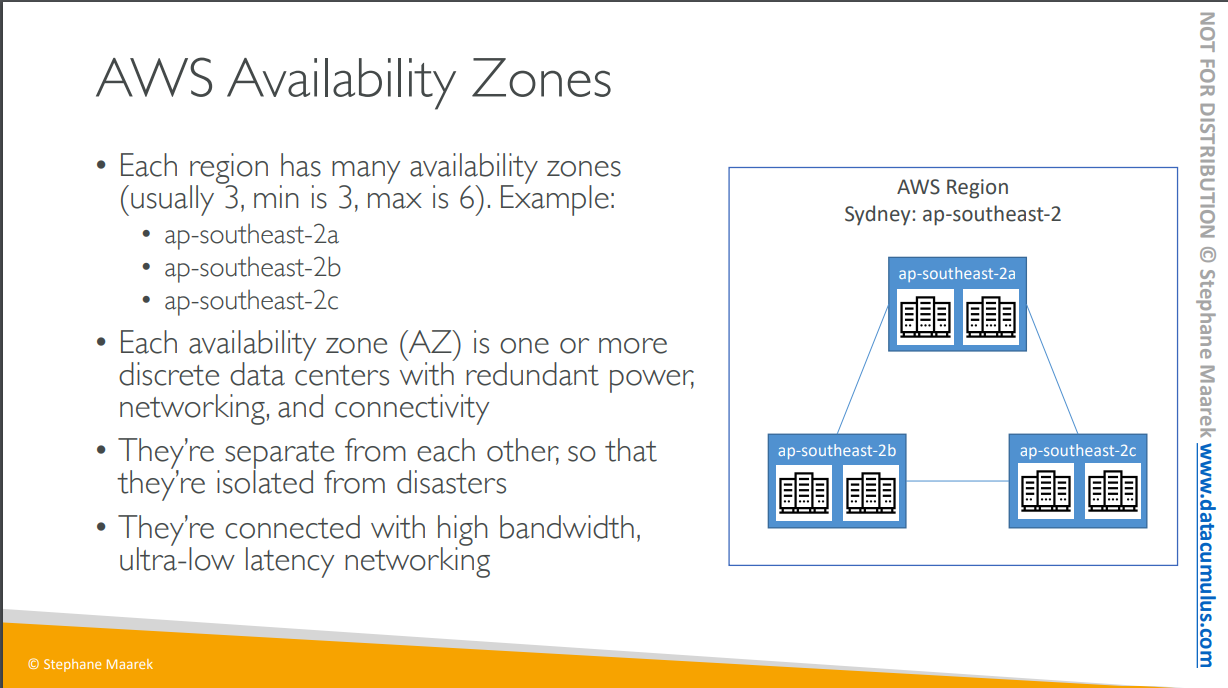 AWS Availability Zones
• Each region has many availability zones
(usually 3, min is 3, max is 6). Example:
• ap-southeast-2a
• ap-southeast-2b
• ap-southeast-2c
• Each availability zone (AZ) is one or more
discrete data centers with redundant power,
networking, and connectivity
• They’re separate from each other, so that
they’re isolated from disasters
• They’re connected with high bandwidth,
ultra-low latency networking
AWS Region
Sydney: ap-southeast-2
ap-southeast-2a
ap-southeast-2b
ap-southeast-2c
NOT FOR DISTRIBUTION © Stephane Maarek www.datacumulus.com
© Stephane Maarek